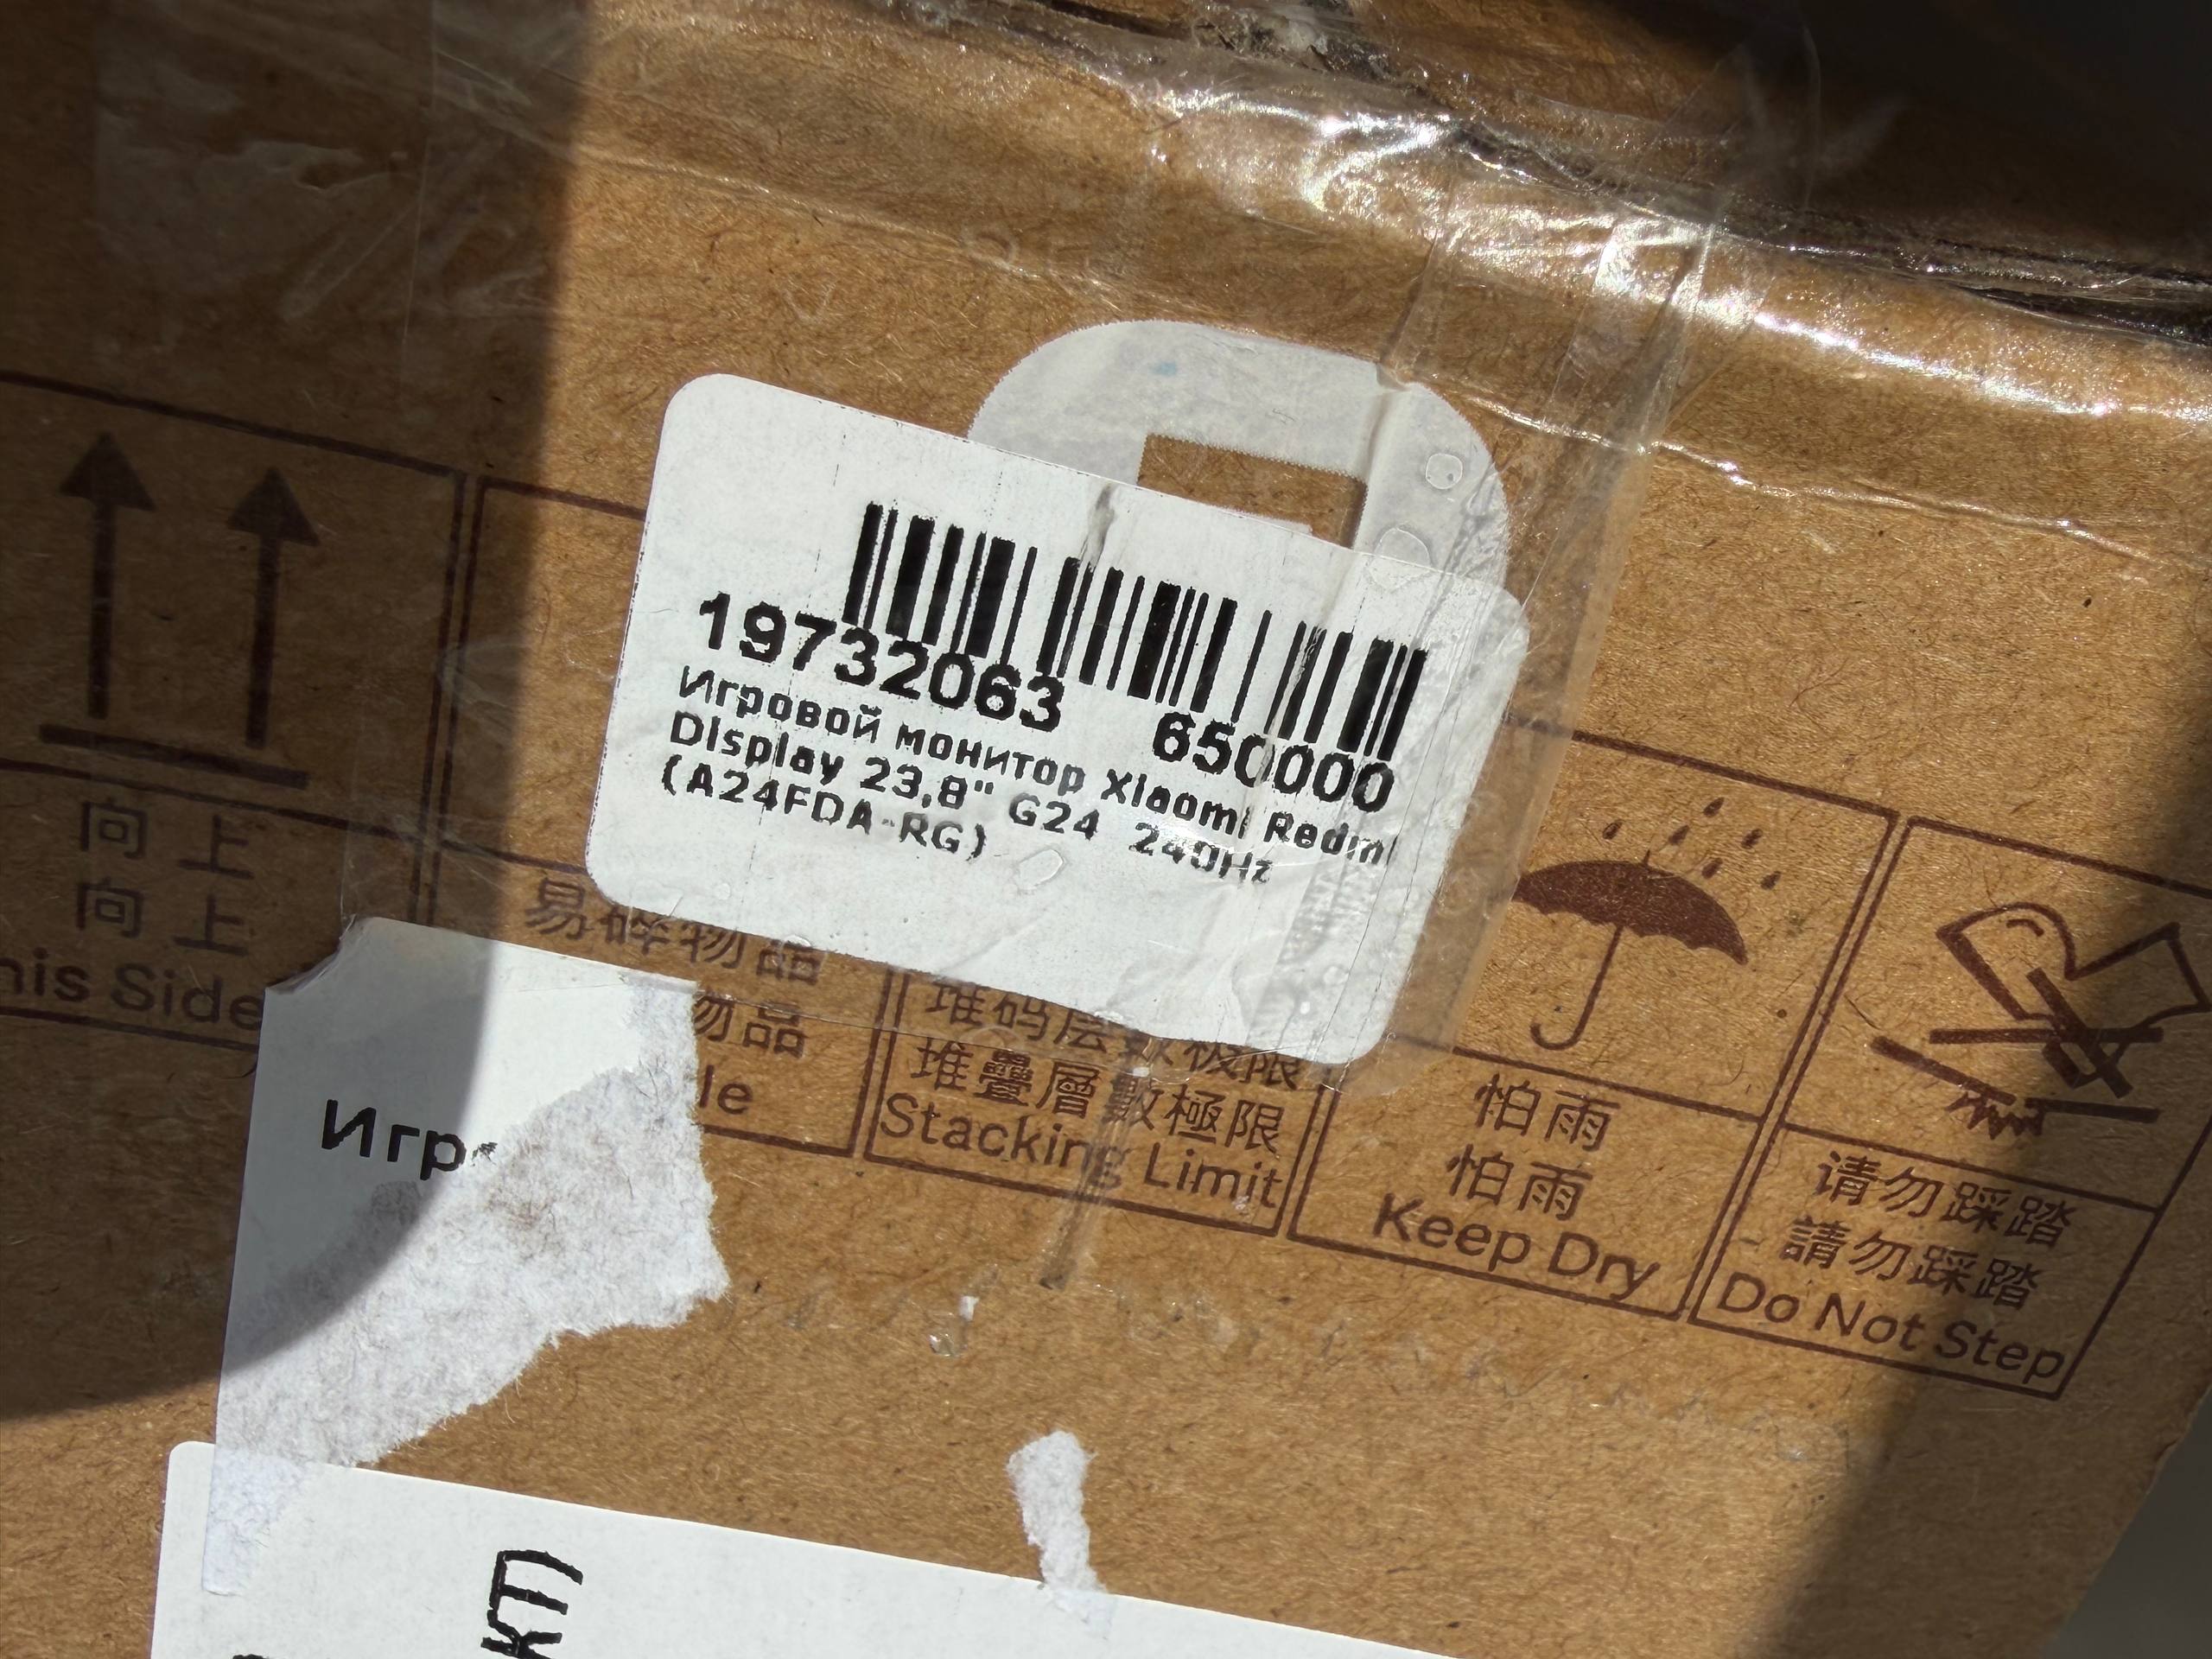 19732063 650000
Игровой монитор Xiaomi Redmi
Display 23,8" G24 240Hz
(A24FDA-RG)
向上
向上
his Side
易碎物品
物品
le
堆码层数极限
堆疊層數極限
Stacking Limit
怕雨
怕雨
Keep Dry
请勿踩踏
請勿踩踏
Do Not Step
Игро
КТ)